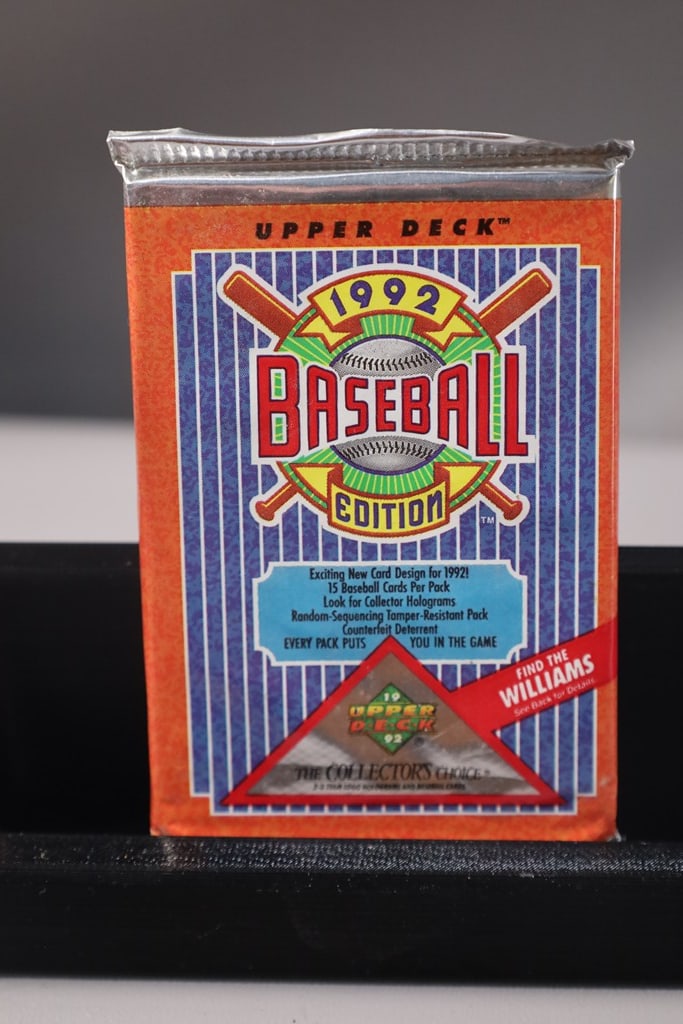 UPPER DECK™
1992
BASEBALL
EDITION
TM
Exciting New Card Design for 1992!
15 Baseball Cards Per Pack
Look for Collector Holograms
Random-Sequencing Tamper-Resistant Pack
Counterfeit Deterrent
EVERY PACK PUTS YOU IN THE GAME
FIND THE
WILLIAMS
See Back for Details.
19
UPPER
DECK
92
THE COLLECTOR'S CHOICE®